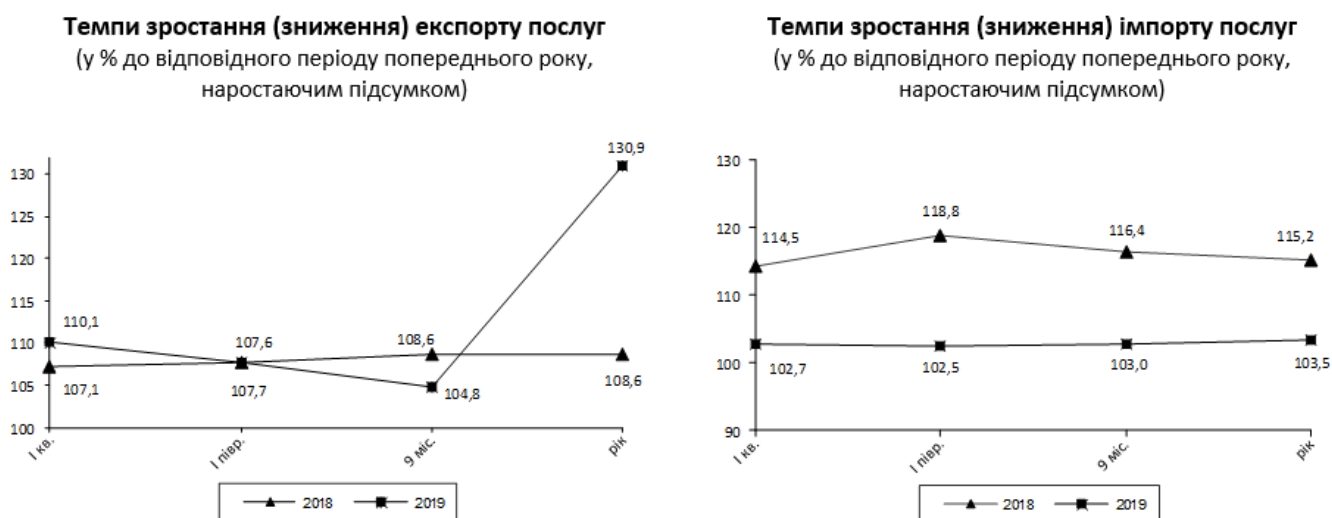 Темпи зростання (зниження) експорту послуг
(у % до відповідного періоду попереднього року,
наростаючим підсумком)
130,9
130
125
120
115
110
105
100
110,1
107,6
108,6
107,1
107,7
104,8
108,6
І кв.
І півр.
9 міс.
рік
2018
2019
Темпи зростання (зниження) імпорту послуг
(у % до відповідного періоду попереднього року,
наростаючим підсумком)
130
120
110
100
90
114,5
118,8
116,4
115,2
102,7
102,5
103,0
103,5
І кв.
І півр.
9 міс.
рік
2018
2019